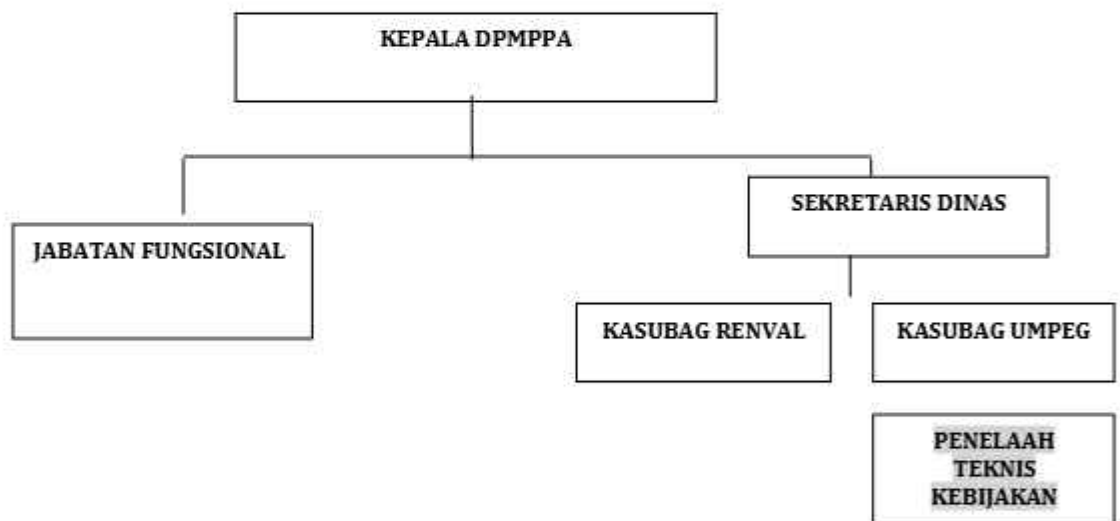 KEPALA DPMPPA
SEKRETARIS DINAS
JABATAN FUNGSIONAL
KASUBAG RENVAL
KASUBAG UMPEG
PENELAAH
TEKNIS
KEBIJAKAN